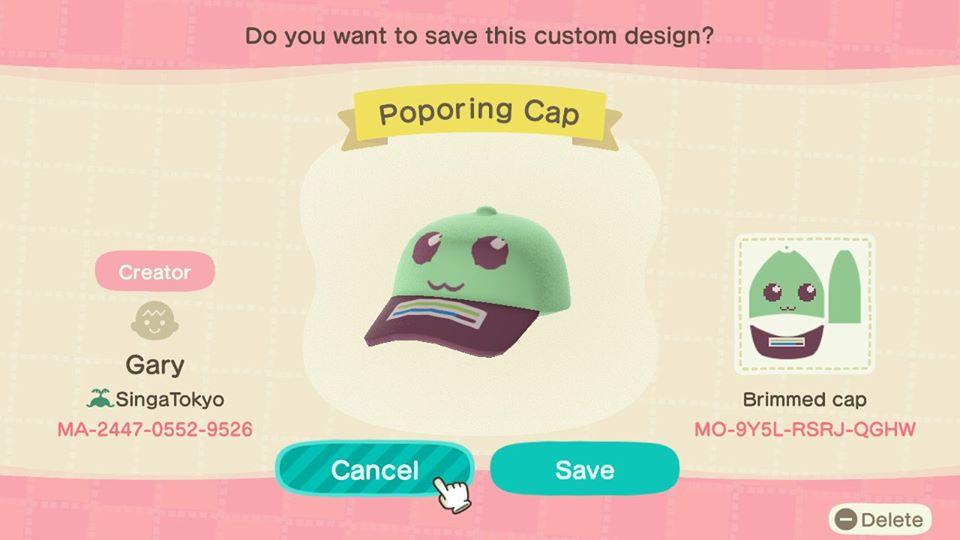 Do you want to save this custom design?
Poporing Cap
Creator
Gary
SingaTokyo
MA-2447-0552-9526
Brimmed cap
MO-9Y5L-RSRJ-QGHW
Cancel
Save
Delete